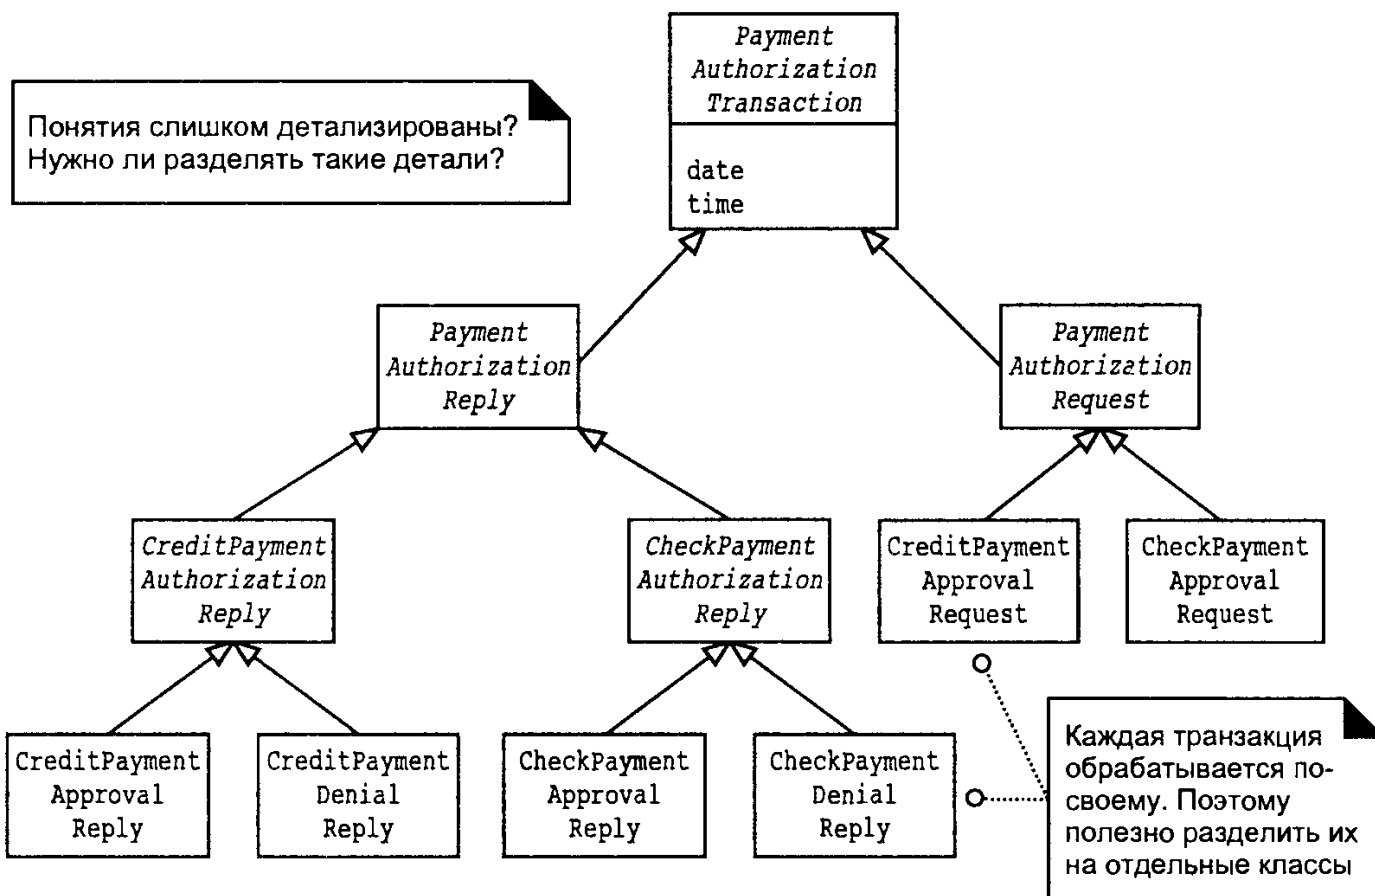 Payment
Authorization
Transaction
date
time
Понятия слишком детализированы?
Нужно ли разделять такие детали?
Payment
Authorization
Reply
Payment
Authorization
Request
CreditPayment
Authorization
Reply
CheckPayment
Authorization
Reply
CreditPayment
Approval
Request
CheckPayment
Approval
Request
CreditPayment
Approval
Reply
CreditPayment
Denial
Reply
CheckPayment
Approval
Reply
CheckPayment
Denial
Reply
Каждая транзакция
обрабатывается по-
своему. Поэтому
полезно разделить их
на отдельные классы